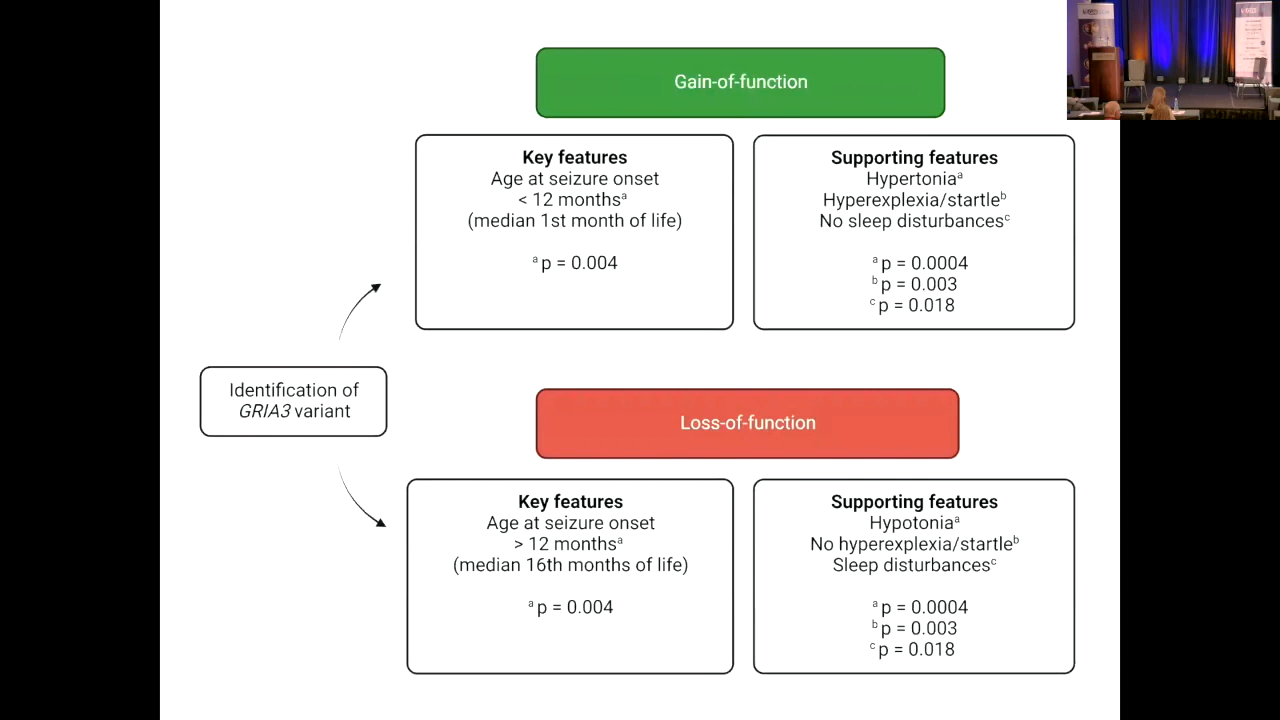 Gain-of-function
Key features
Age at seizure onset
< 12 monthsᵃ
(median 1st month of life)
ᵃ p = 0.004
Supporting features
Hypertoniaᵃ
Hyperexplexia/startleᵇ
No sleep disturbancesᶜ
ᵃ p = 0.0004
ᵇ p = 0.003
ᶜ p = 0.018
Identification of
GRIA3 variant
Loss-of-function
Key features
Age at seizure onset
> 12 monthsᵃ
(median 16th months of life)
ᵃ p = 0.004
Supporting features
Hypotoniaᵃ
No hyperexplexia/startleᵇ
Sleep disturbancesᶜ
ᵃ p = 0.0004
ᵇ p = 0.003
ᶜ p = 0.018